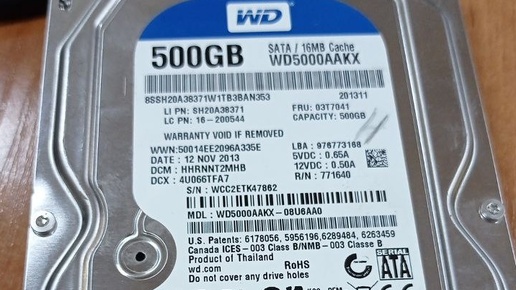 WD
500GB
SATA / 16MB Cache
WD5000AAKX
8SSH20A38371W1TB3BAN353
201311
LI PN: SH20A38371
FRU: 03T7041
LC PN: 16-200544
CAPACITY: 500GB
WARRANTY VOID IF REMOVED
WWN: 50014EE2096A335E
LBA: 976773168
DATE: 12 NOV 2013
5VDC: 0.65A
DCM: HHRNNT2MHB
12VDC: 0.50A
DCX: 4U066TFA7
R/N: 771640
S/N: WCC2ETK47862
MDL: WD5000AAKX-08U6AA0
U.S. Patents: 6178056, 5956196, 6289484, 6263459
Canada ICES-003 Class B/NMB-003 Classe B
Product of Thailand
wd.com
RoHS
Do not cover any drive holes
SERIAL
ATA